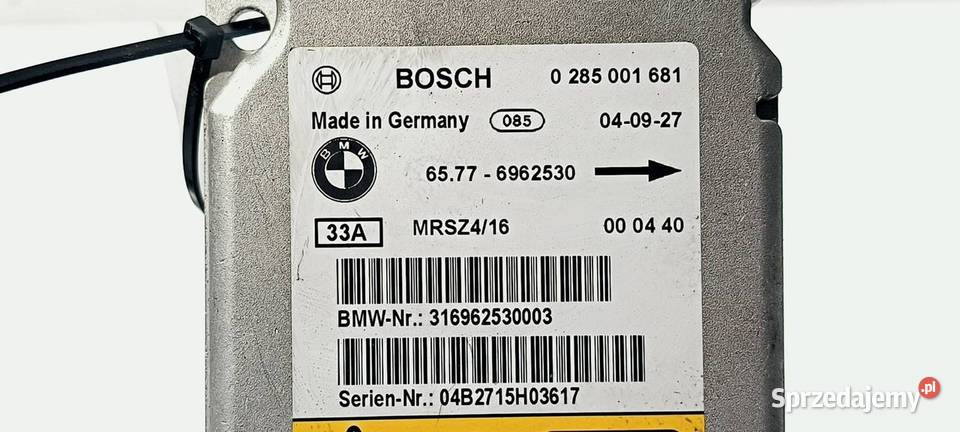 BOSCH 0 285 001 681
Made in Germany 085 04-09-27
BMW
65.77 - 6962530
33A MRSZ4/16 00 04 40
BMW-Nr.: 316962530003
Serien-Nr.: 04B2715H03617
Sprzedajemy .pl